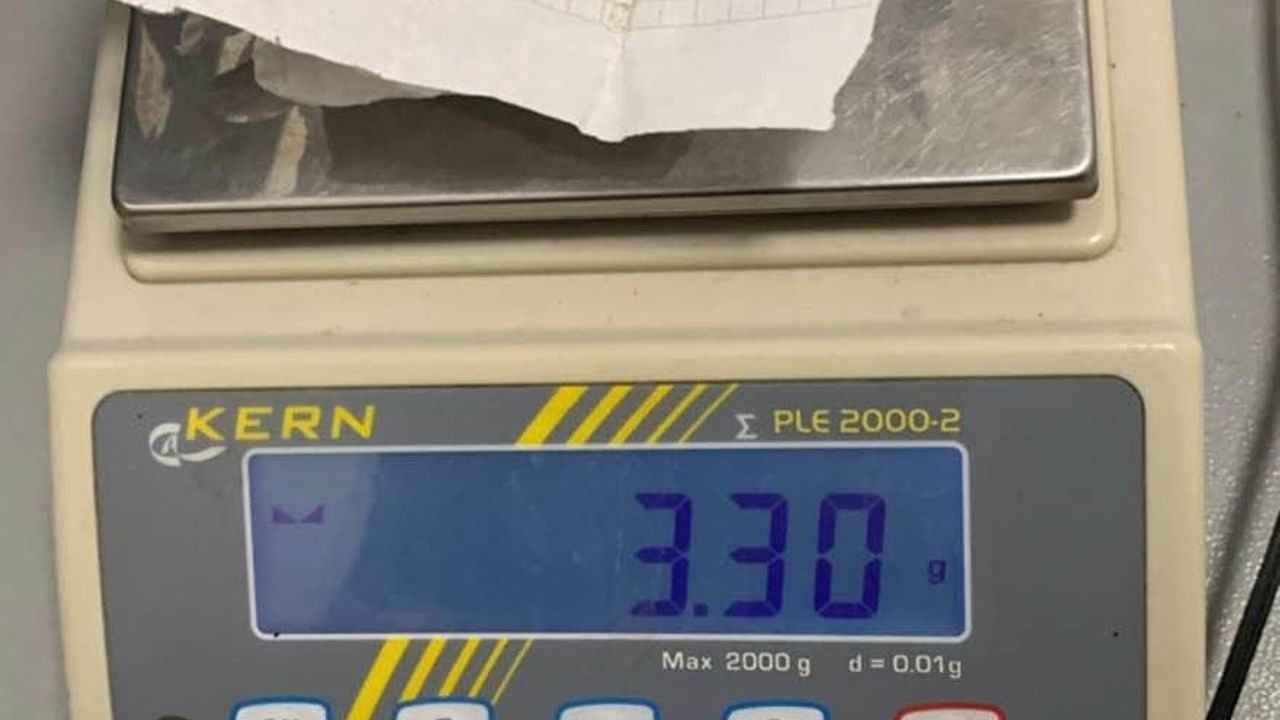 KERN
Σ PLE 2000-2
3.30 g
Max 2000 g d = 0.01g